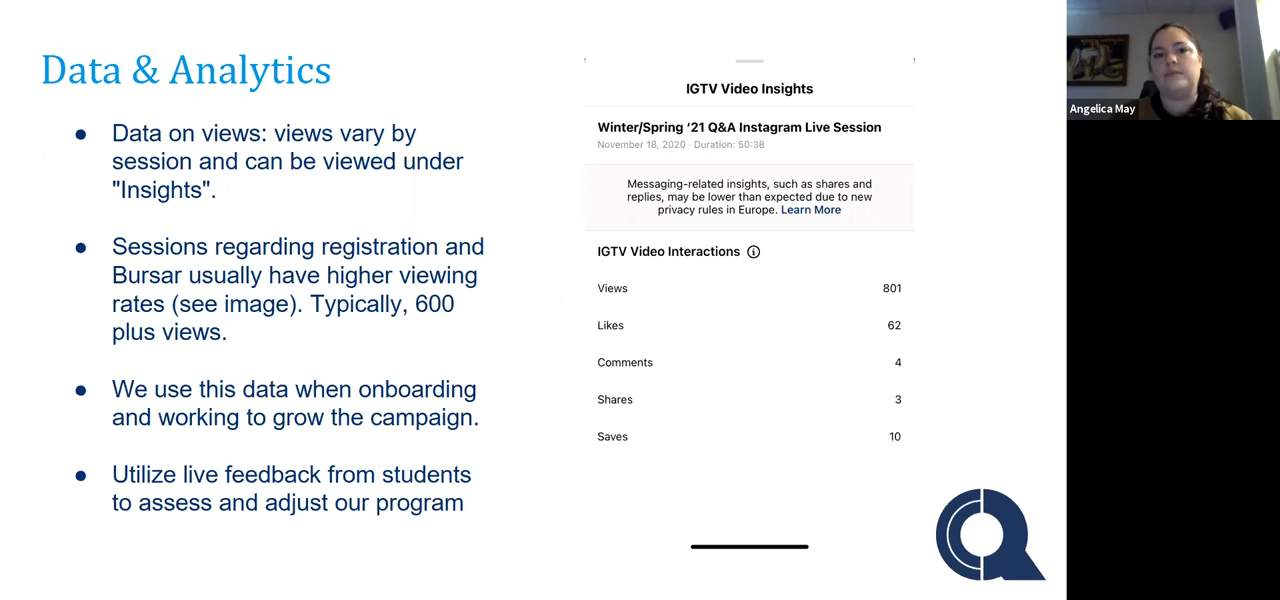 Data & Analytics
● Data on views: views vary by
session and can be viewed under
"Insights".
● Sessions regarding registration and
Bursar usually have higher viewing
rates (see image). Typically, 600
plus views.
● We use this data when onboarding
and working to grow the campaign.
● Utilize live feedback from students
to assess and adjust our program
IGTV Video Insights
Winter/Spring ‘21 Q&A Instagram Live Session
November 18, 2020 · Duration: 50:38
Messaging-related insights, such as shares and
replies, may be lower than expected due to new
privacy rules in Europe. Learn More
IGTV Video Interactions
Views 801
Likes 62
Comments 4
Shares 3
Saves 10
Angelica May